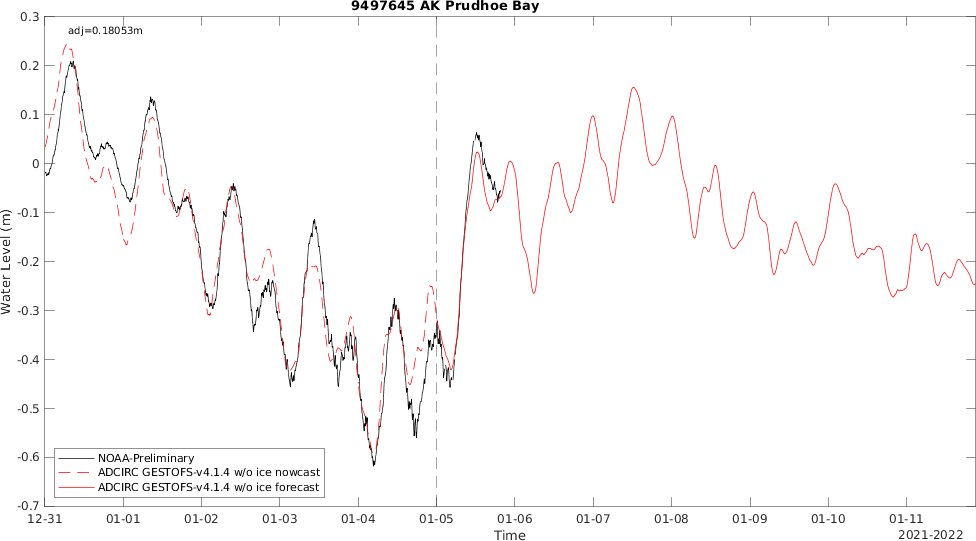 9497645 AK Prudhoe Bay
adj=0.18053m
0.3
0.2
0.1
0
-0.1
-0.2
-0.3
-0.4
-0.5
-0.6
-0.7
Water Level (m)
NOAA-Preliminary
ADCIRC GESTOFS-v4.1.4 w/o ice nowcast
ADCIRC GESTOFS-v4.1.4 w/o ice forecast
12-31 01-01 01-02 01-03 01-04 01-05 01-06 01-07 01-08 01-09 01-10 01-11
Time
2021-2022